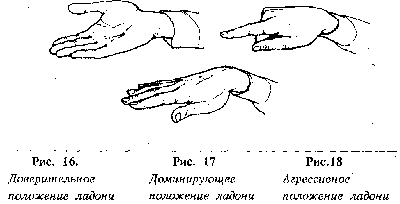 Рис. 16. Рис. 17 Рис.18
Доверительное Доминирующее Агрессивное
положение ладони положение ладони положение ладони